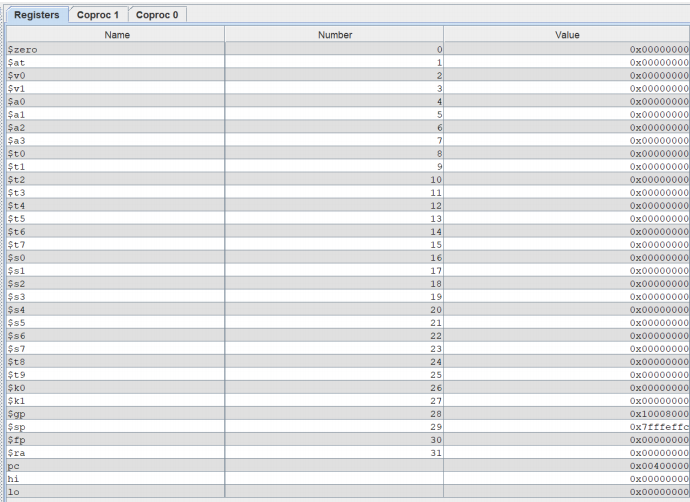 Registers Coproc 1 Coproc 0
Name Number Value
$zero 0 0x00000000
$at 1 0x00000000
$v0 2 0x00000000
$v1 3 0x00000000
$a0 4 0x00000000
$a1 5 0x00000000
$a2 6 0x00000000
$a3 7 0x00000000
$t0 8 0x00000000
$t1 9 0x00000000
$t2 10 0x00000000
$t3 11 0x00000000
$t4 12 0x00000000
$t5 13 0x00000000
$t6 14 0x00000000
$t7 15 0x00000000
$s0 16 0x00000000
$s1 17 0x00000000
$s2 18 0x00000000
$s3 19 0x00000000
$s4 20 0x00000000
$s5 21 0x00000000
$s6 22 0x00000000
$s7 23 0x00000000
$t8 24 0x00000000
$t9 25 0x00000000
$k0 26 0x00000000
$k1 27 0x00000000
$gp 28 0x10008000
$sp 29 0x7fffeffc
$fp 30 0x00000000
$ra 31 0x00000000
pc 0x00400000
hi 0x00000000
lo 0x00000000